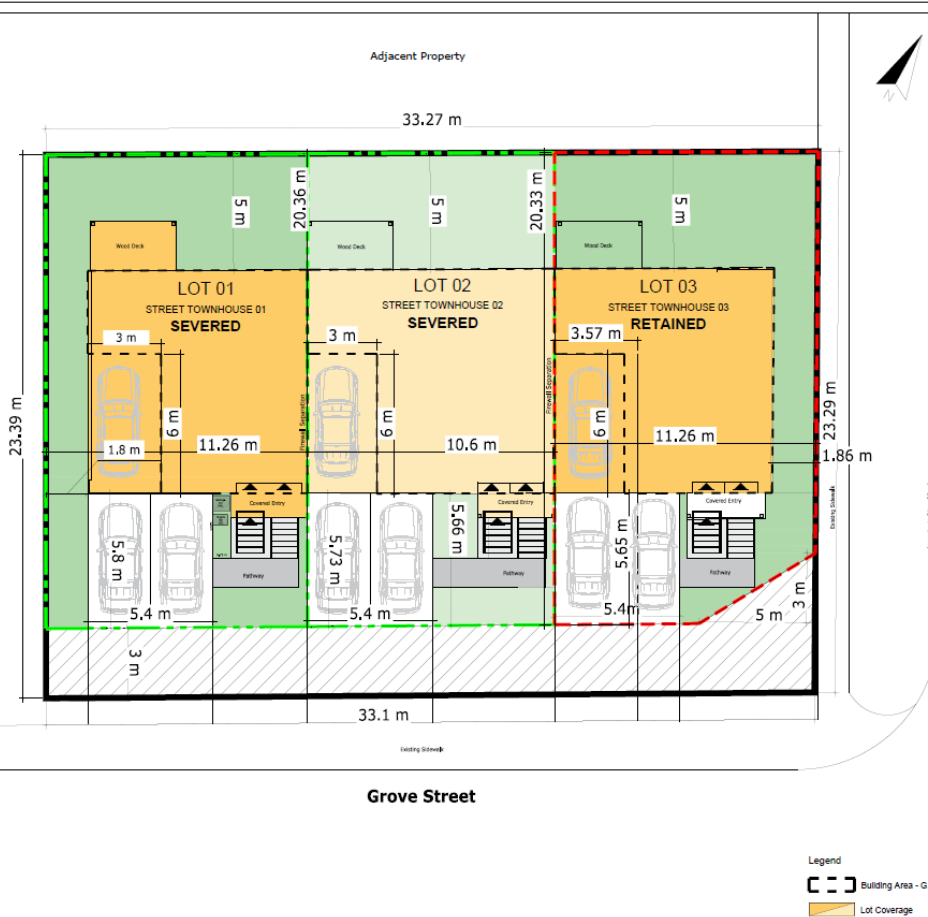 Adjacent Property
N
33.27 m
5 m
20.36 m
5 m
20.33 m
5 m
Wood Deck
Wood Deck
Wood Deck
LOT 01
STREET TOWNHOUSE 01
SEVERED
LOT 02
STREET TOWNHOUSE 02
SEVERED
LOT 03
STREET TOWNHOUSE 03
RETAINED
3 m
3 m
3.57 m
Firewall Separation
Firewall Separation
23.39 m
6 m
6 m
6 m
23.29 m
1.8 m
11.26 m
10.6 m
11.26 m
1.86 m
Existing Sidewalk
Covered Entry
Covered Entry
Covered Entry
5.8 m
5.73 m
5.66 m
5.65 m
Pathway
Pathway
Pathway
5.4 m
5.4 m
5.4m
5 m
3 m
3 m
33.1 m
Existing Sidewalk
Grove Street
Legend
Building Area - G
Lot Coverage